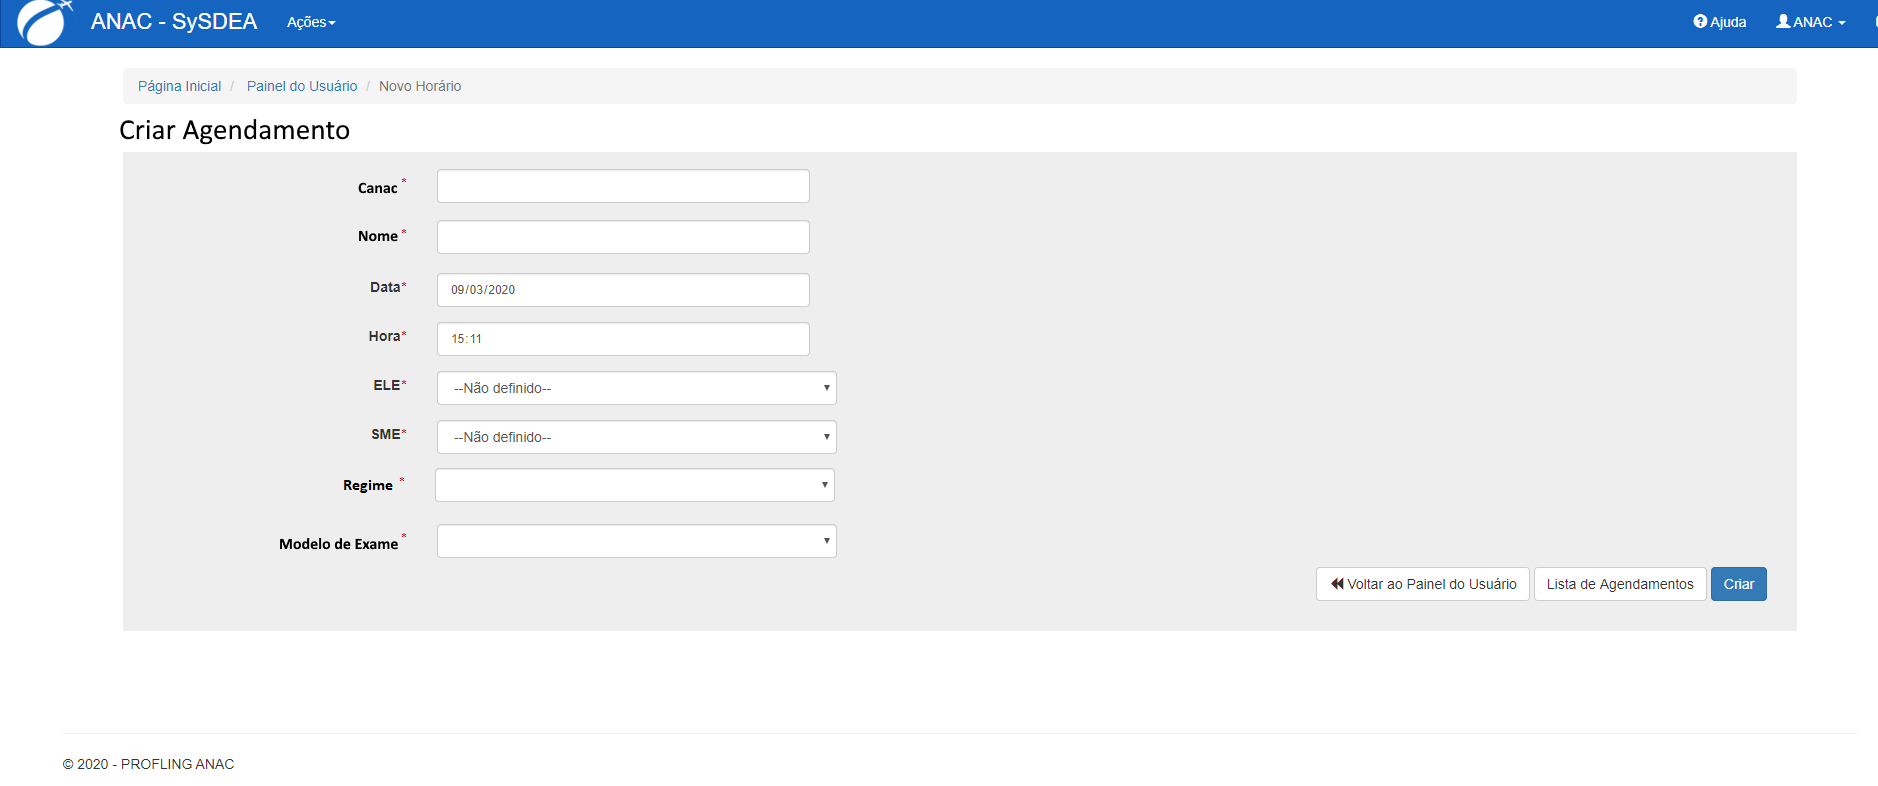 ANAC - SySDEA Ações Ajuda ANAC
Página Inicial / Painel do Usuário / Novo Horário
Criar Agendamento
Canac *
Nome *
Data* 09/03/2020
Hora* 15:11
ELE* --Não definido--
SME* --Não definido--
Regime *
Modelo de Exame *
Voltar ao Painel do Usuário Lista de Agendamentos Criar
© 2020 - PROFLING ANAC